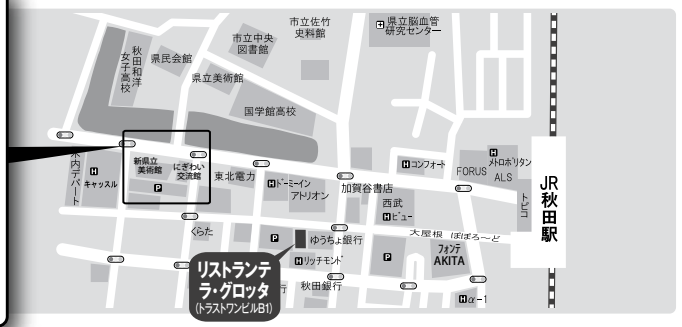 市立佐竹
史料館
県立脳血管
研究センター
市立中央
図書館
秋田和洋
女子高校
県民会館
県立美術館
国学館高校
木内デパート
H
キャッスル
新県立
美術館
P
にぎわい
交流館
東北電力
H ドーミーイン
アトリオン
加賀谷書店
H コンフォート
FORUS
H
メトロポリタン
ALS
トピコ
JR秋田駅
西武
H ビュー
大屋根 ぽぽろーど
くらた
P
ゆうちょ銀行
P
フォンテ
AKITA
H リッチモンド
リストランテ
ラ・グロッタ
(トラストワンビルB1)
行
秋田銀行
H α-1